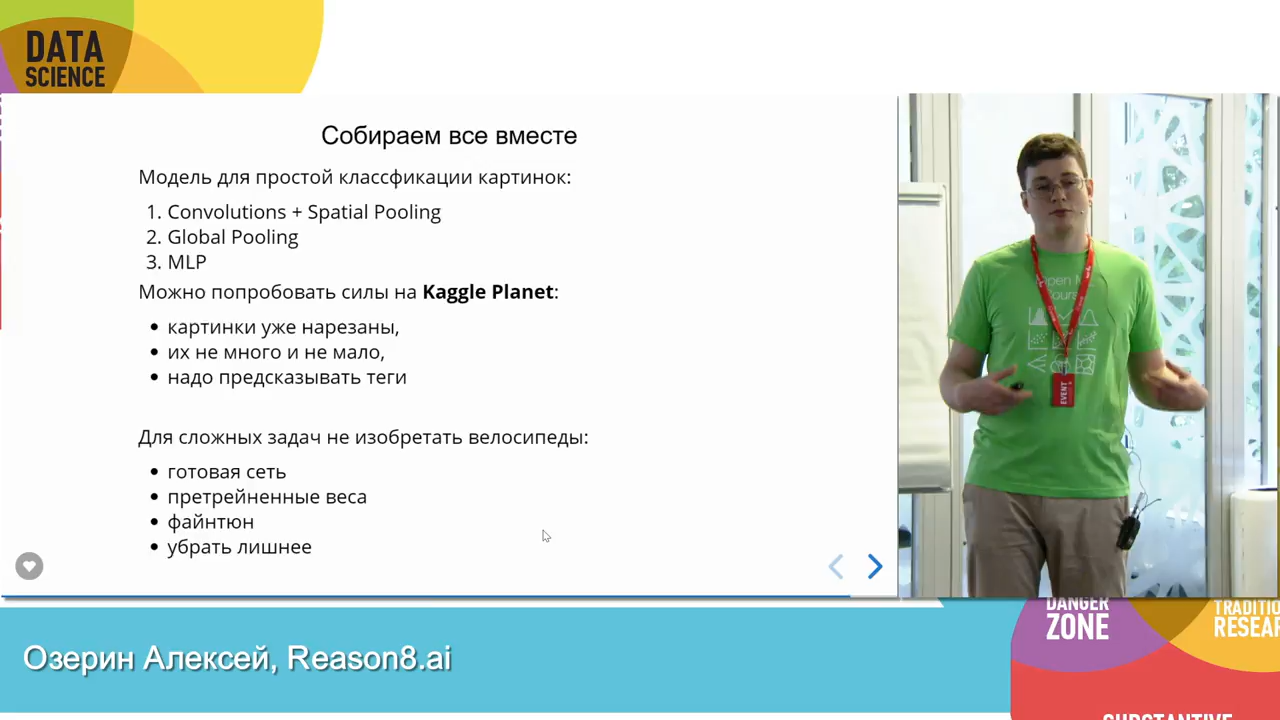 DATA
SCIENCE
Собираем все вместе
Модель для простой классфикации картинок:
1. Convolutions + Spatial Pooling
2. Global Pooling
3. MLP
Можно попробовать силы на Kaggle Planet:
• картинки уже нарезаны,
• их не много и не мало,
• надо предсказывать теги
Для сложных задач не изобретать велосипеды:
• готовая сеть
• претрейненные веса
• файнтюн
• убрать лишнее
EVENT
DANGER
ZONE
Озерин Алексей, Reason8.ai